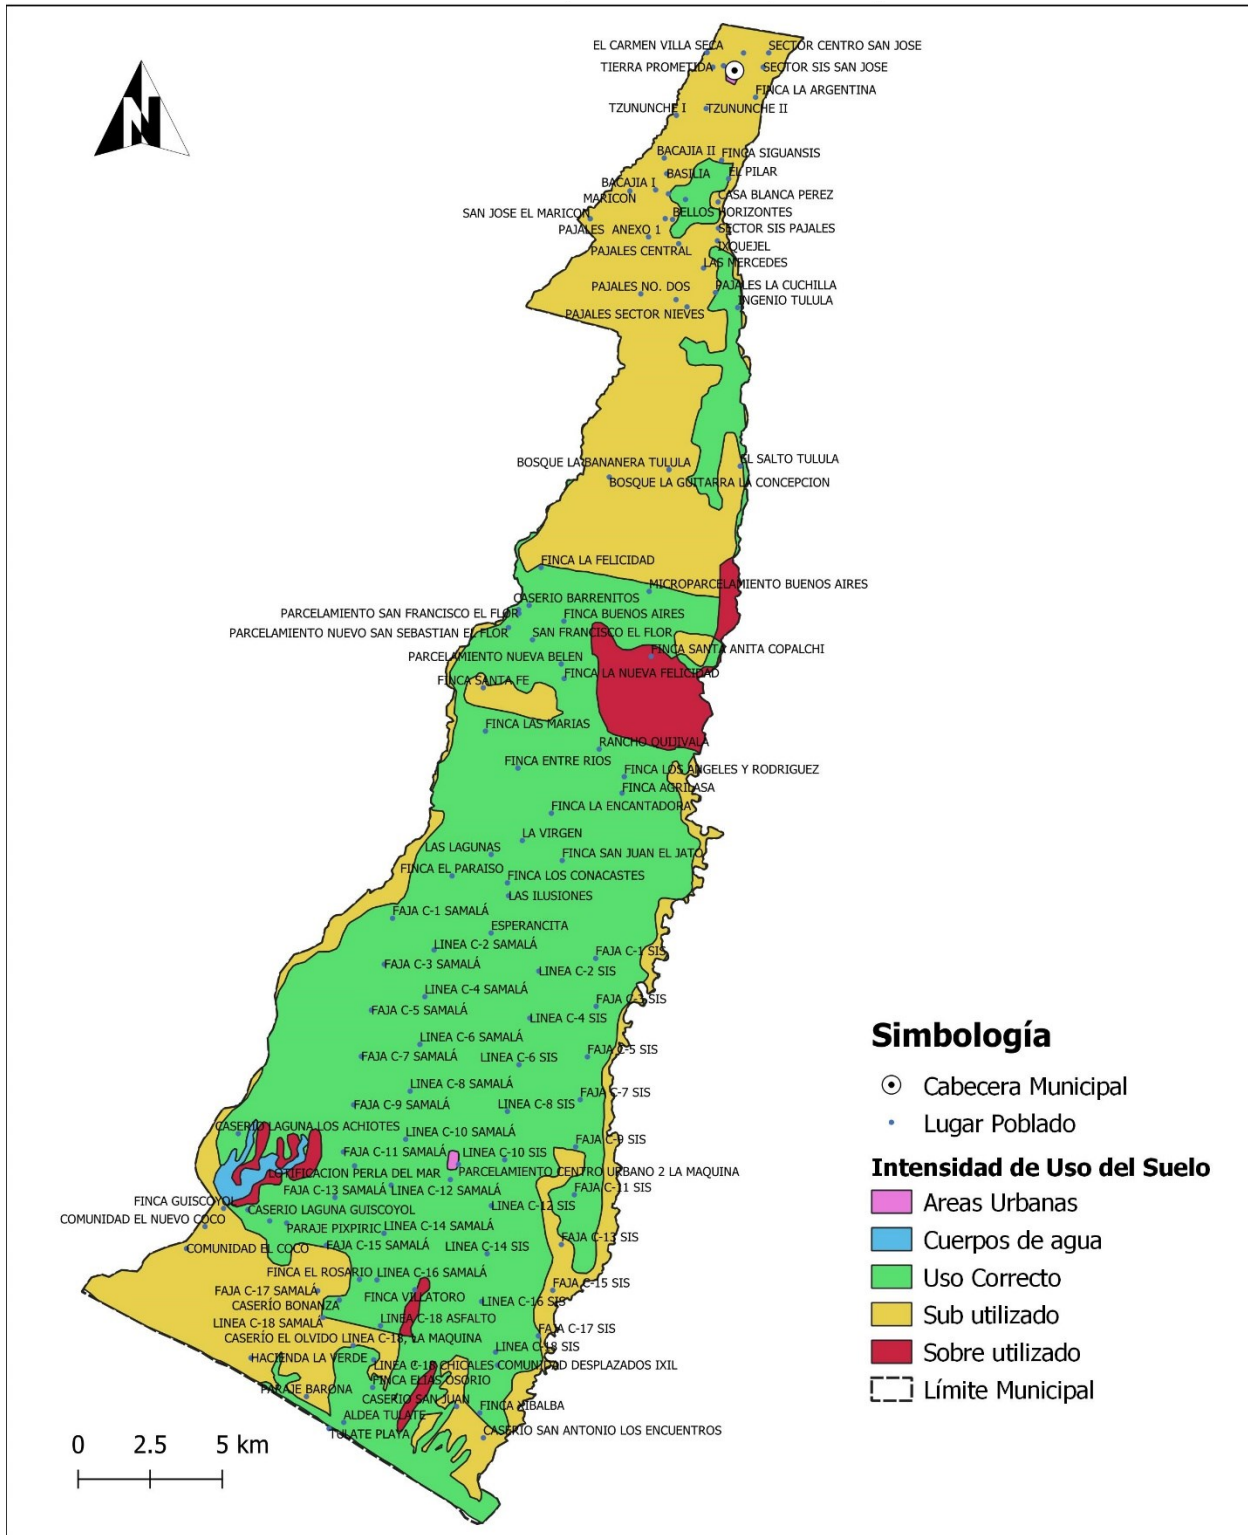 EL CARMEN VILLA SECA
SECTOR CENTRO SAN JOSE
TIERRA PROMETIDA
SECTOR SIS SAN JOSE
FINCA LA ARGENTINA
TZUNUNCHE I
TZUNUNCHE II
N
BACAJIA II
FINCA SIGUANSIS
BASILIA
EL PILAR
BACAJIA I
MARICON
CASA BLANCA PEREZ
SAN JOSE EL MARICON
BELLOS HORIZONTES
PAJALES ANEXO 1
SECTOR SIS PAJALES
PAJALES CENTRAL
IXQUEJEL
LAS MERCEDES
PAJALES NO. DOS
PAJALES LA CUCHILLA
INGENIO TULULA
PAJALES SECTOR NIEVES
BOSQUE LA BANANERA TULULA
EL SALTO TULULA
BOSQUE LA GUITARRA LA CONCEPCION
FINCA LA FELICIDAD
MICROPARCELAMIENTO BUENOS AIRES
CASERIO BARRENITOS
PARCELAMIENTO SAN FRANCISCO EL FLOR
FINCA BUENOS AIRES
PARCELAMIENTO NUEVO SAN SEBASTIAN EL FLOR
SAN FRANCISCO EL FLOR
PARCELAMIENTO NUEVA BELEN
FINCA SANTA ANITA COPALCHI
FINCA SANTA FE
FINCA LA NUEVA FELICIDAD
FINCA LAS MARIAS
RANCHO QUIJIVALÁ
FINCA ENTRE RIOS
FINCA LOS ANGELES Y RODRIGUEZ
FINCA AGRILASA
FINCA LA ENCANTADORA
LA VIRGEN
LAS LAGUNAS
FINCA SAN JUAN EL JATO
FINCA EL PARAISO
FINCA LOS CONACASTES
LAS ILUSIONES
FAJA C-1 SAMALÁ
ESPERANCITA
LINEA C-2 SAMALÁ
FAJA C-1 SIS
FAJA C-3 SAMALÁ
LINEA C-2 SIS
LINEA C-4 SAMALÁ
FAJA C-3 SIS
FAJA C-5 SAMALÁ
LINEA C-4 SIS
LINEA C-6 SAMALÁ
FAJA C-7 SAMALÁ
LINEA C-6 SIS
FAJA C-5 SIS
LINEA C-8 SAMALÁ
FAJA C-7 SIS
FAJA C-9 SAMALÁ
LINEA C-8 SIS
CASERIO LAGUNA LOS ACHIOTES
LINEA C-10 SAMALÁ
FAJA C-9 SIS
FAJA C-11 SAMALÁ
LINEA C-10 SIS
LOTIFICACION PERLA DEL MAR
PARCELAMIENTO CENTRO URBANO 2 LA MAQUINA
FAJA C-13 SAMALÁ
LINEA C-12 SAMALÁ
FAJA C-11 SIS
FINCA GUISCOYOL
CASERIO LAGUNA GUISCOYOL
LINEA C-12 SIS
COMUNIDAD EL NUEVO COCO
PARAJE PIXPIRIC
LINEA C-14 SAMALÁ
COMUNIDAD EL COCO
FAJA C-15 SAMALÁ
LINEA C-14 SIS
FAJA C-13 SIS
FINCA EL ROSARIO
LINEA C-16 SAMALÁ
FAJA C-17 SAMALÁ
FINCA VILLATORO
FAJA C-15 SIS
CASERÍO BONANZA
LINEA C-16 SIS
LINEA C-18 SAMALÁ
LINEA C-18 ASFALTO
CASERÍO EL OLVIDO LINEA C-18, LA MAQUINA
FAJA C-17 SIS
LINEA C-18 SIS
HACIENDA LA VERDE
LINEA C-18 CHICALES
COMUNIDAD DESPLAZADOS IXIL
FINCA ELIAS OSORIO
PARAJE BARONA
CASERIO SAN JUAN
FINCA XIBALBA
ALDEA TULATE
TULATE PLAYA
CASERIO SAN ANTONIO LOS ENCUENTROS
0 2.5 5 km
Simbología
Cabecera Municipal
Lugar Poblado
Intensidad de Uso del Suelo
Areas Urbanas
Cuerpos de agua
Uso Correcto
Sub utilizado
Sobre utilizado
Límite Municipal